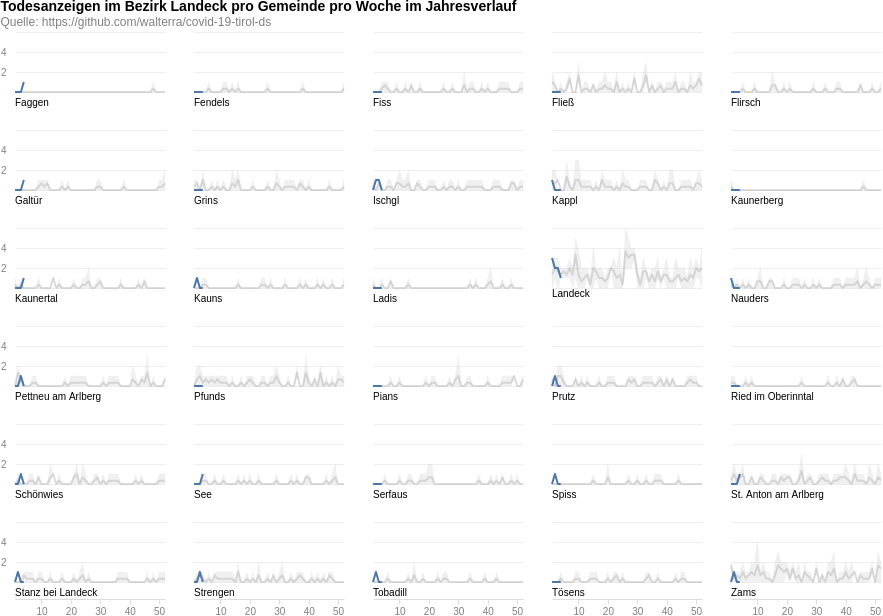 Todesanzeigen im Bezirk Landeck pro Gemeinde pro Woche im Jahresverlauf
Quelle: https://github.com/walterra/covid-19-tirol-ds
4
2
Faggen Fendels Fiss Fließ Flirsch
4
2
Galtür Grins Ischgl Kappl Kaunerberg
4
2
Kaunertal Kauns Ladis Landeck Nauders
4
2
Pettneu am Arlberg Pfunds Pians Prutz Ried im Oberinntal
4
2
Schönwies See Serfaus Spiss St. Anton am Arlberg
4
2
Stanz bei Landeck Strengen Tobadill Tösens Zams
10 20 30 40 50 10 20 30 40 50 10 20 30 40 50 10 20 30 40 50 10 20 30 40 50